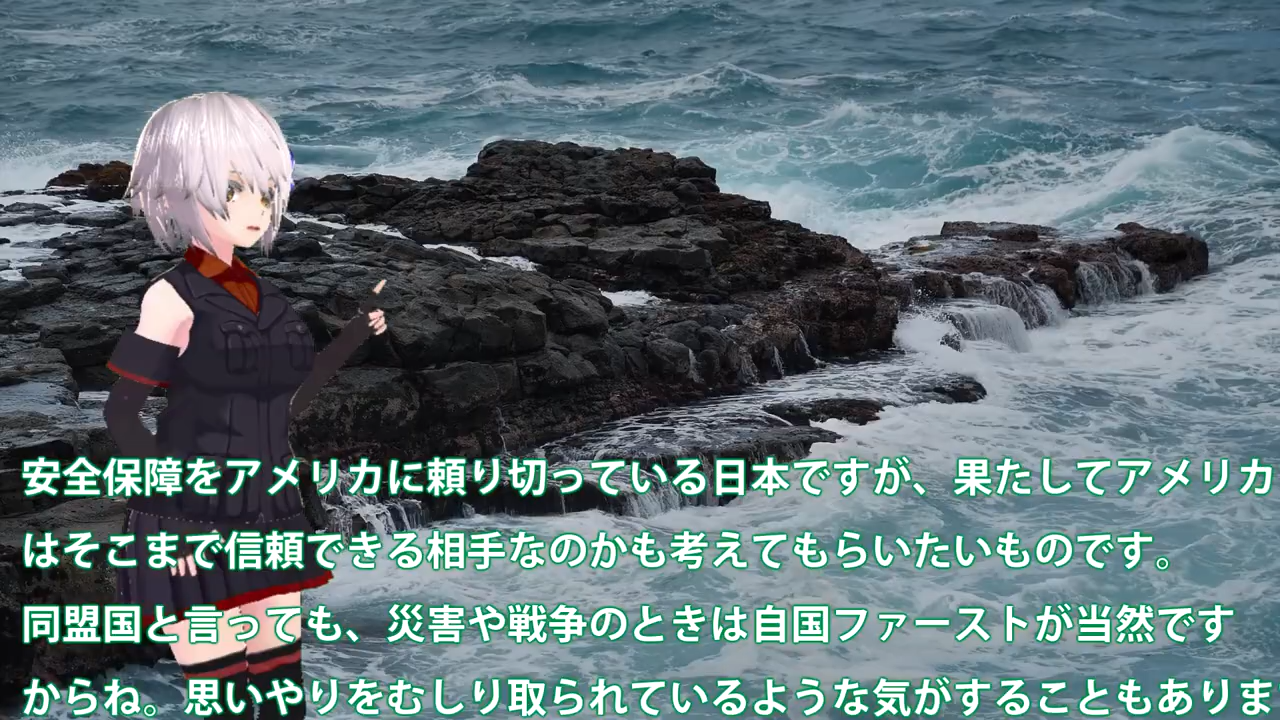 安全保障をアメリカに頼り切っている日本ですが、果たしてアメリカ
はそこまで信頼できる相手なのかも考えてもらいたいものです。
同盟国と言っても、災害や戦争のときは自国ファーストが当然です
からね。思いやりをむしり取られているような気がすることもありま